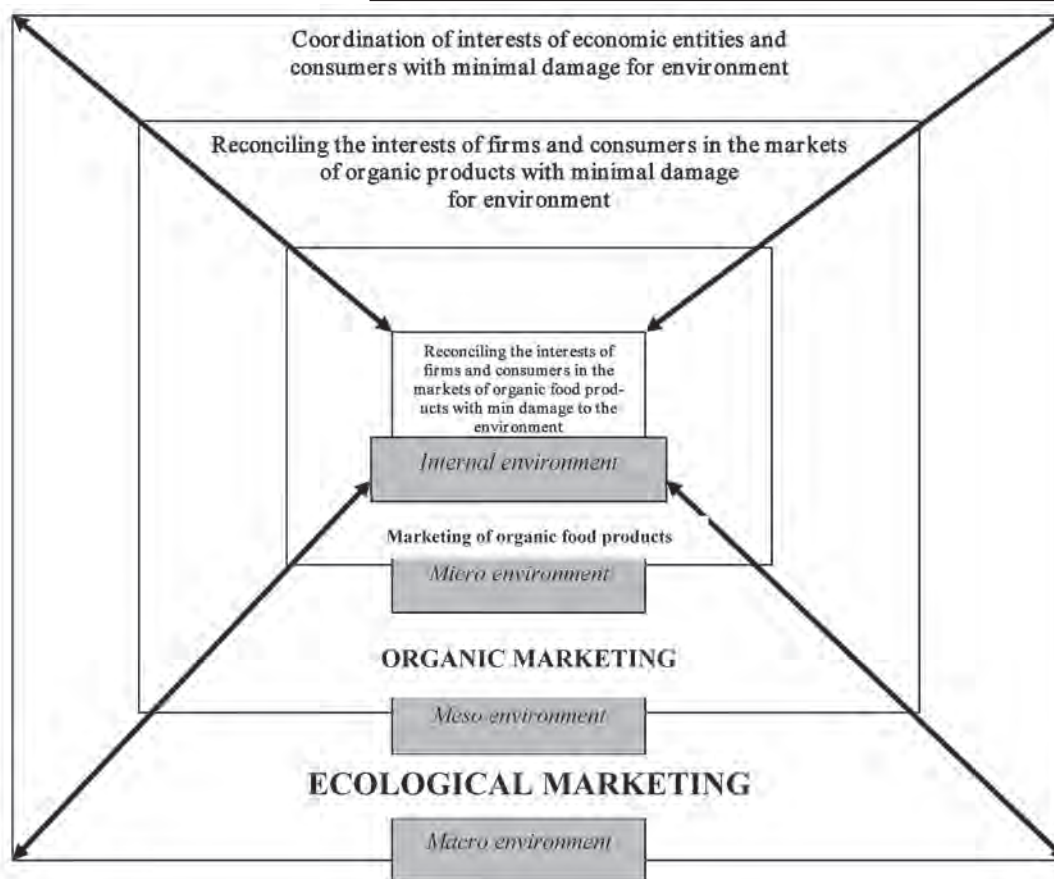 Coordination of interests of economic entities and
consumers with minimal damage for environment
Reconciling the interests of firms and consumers in the markets
of organic products with minimal damage
for environment
Reconciling the interests of
firms and consumers in the
markets of organic food prod-
ucts with min damage to the
environment
Internal environment
Marketing of organic food products
Micro environment
ORGANIC MARKETING
Meso environment
ECOLOGICAL MARKETING
Macro environment